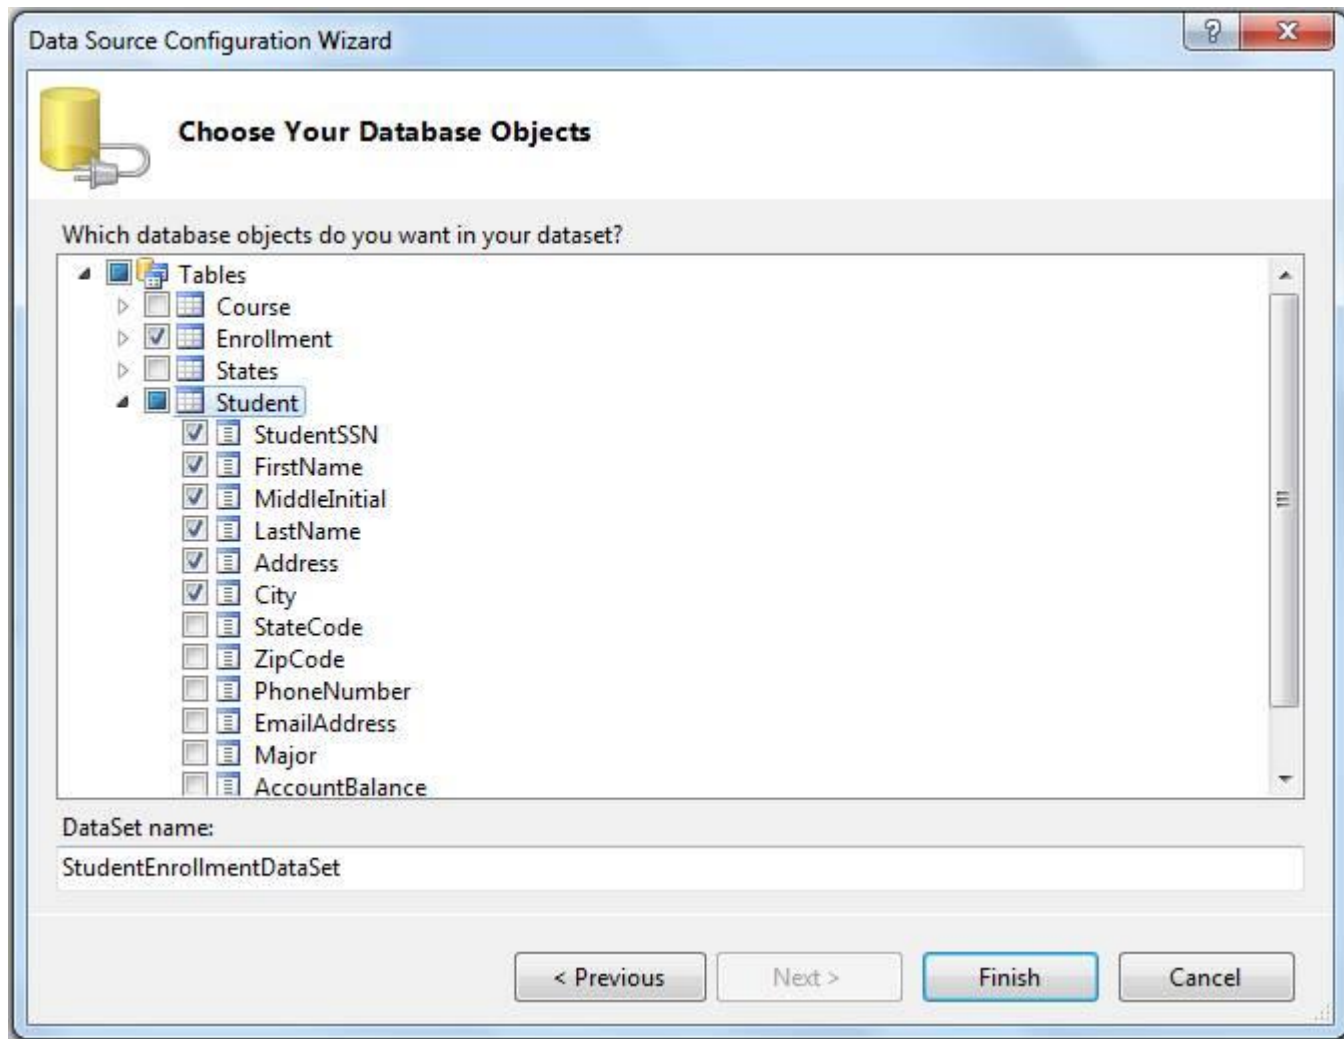 Data Source Configuration Wizard
Choose Your Database Objects
Which database objects do you want in your dataset?
Tables
Course
Enrollment
States
Student
StudentSSN
FirstName
MiddleInitial
LastName
Address
City
StateCode
ZipCode
PhoneNumber
EmailAddress
Major
AccountBalance
DataSet name:
StudentEnrollmentDataSet
< Previous Next > Finish Cancel